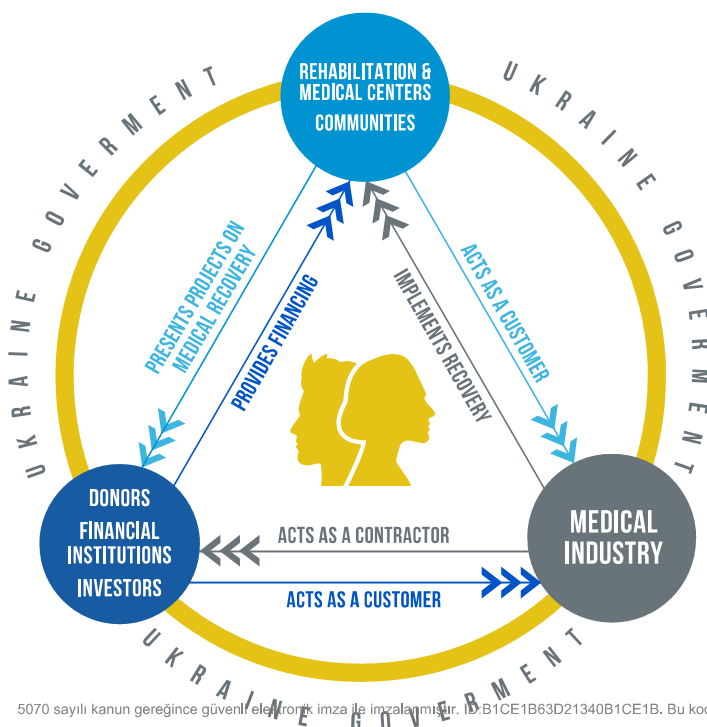 REHABILITATION &
MEDICAL CENTERS
COMMUNITIES
UKRAINE GOVERMENT
UKRAINE GOVERMENT
PRESENTS PROJECTS ON
MEDICAL RECOVERY
PROVIDES FINANCING
IMPLEMENTS RECOVERY
ACTS AS A CUSTOMER
DONORS
FINANCIAL
INSTITUTIONS
INVESTORS
MEDICAL
INDUSTRY
ACTS AS A CONTRACTOR
ACTS AS A CUSTOMER
UKRAINE GOVERMENT
5070 sayılı kanun gereğince güvenli elektronik imza ile imzalanmıştır. ID:B1CE1B63D21340B1CE1B. Bu kod